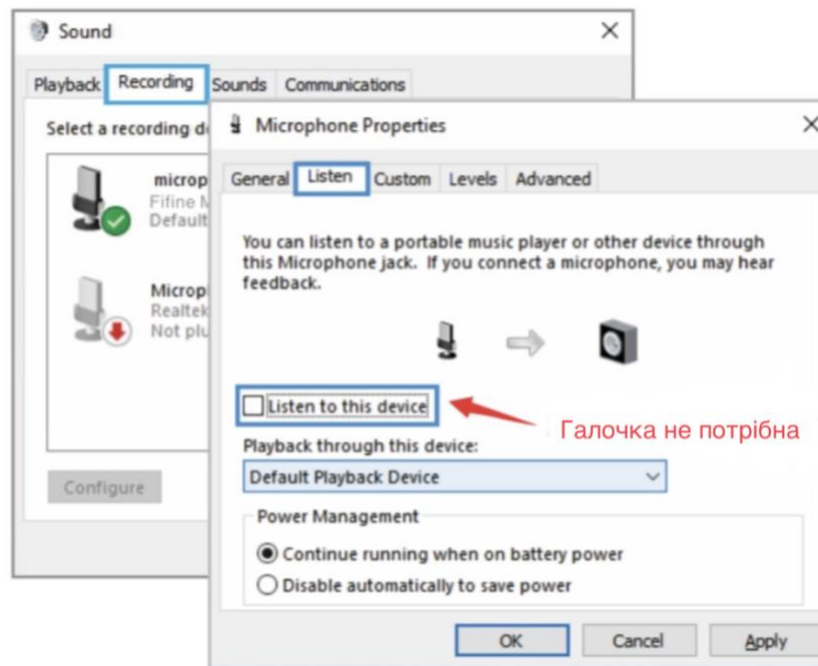 Sound
Playback Recording Sounds Communications
Select a recording d
microp
Fifine M
Default
Microp
Realtek
Not plu
Configure
Microphone Properties
General Listen Custom Levels Advanced
You can listen to a portable music player or other device through
this Microphone jack. If you connect a microphone, you may hear
feedback.
Listen to this device
Галочка не потрібна
Playback through this device:
Default Playback Device
Power Management
Continue running when on battery power
Disable automatically to save power
OK Cancel Apply